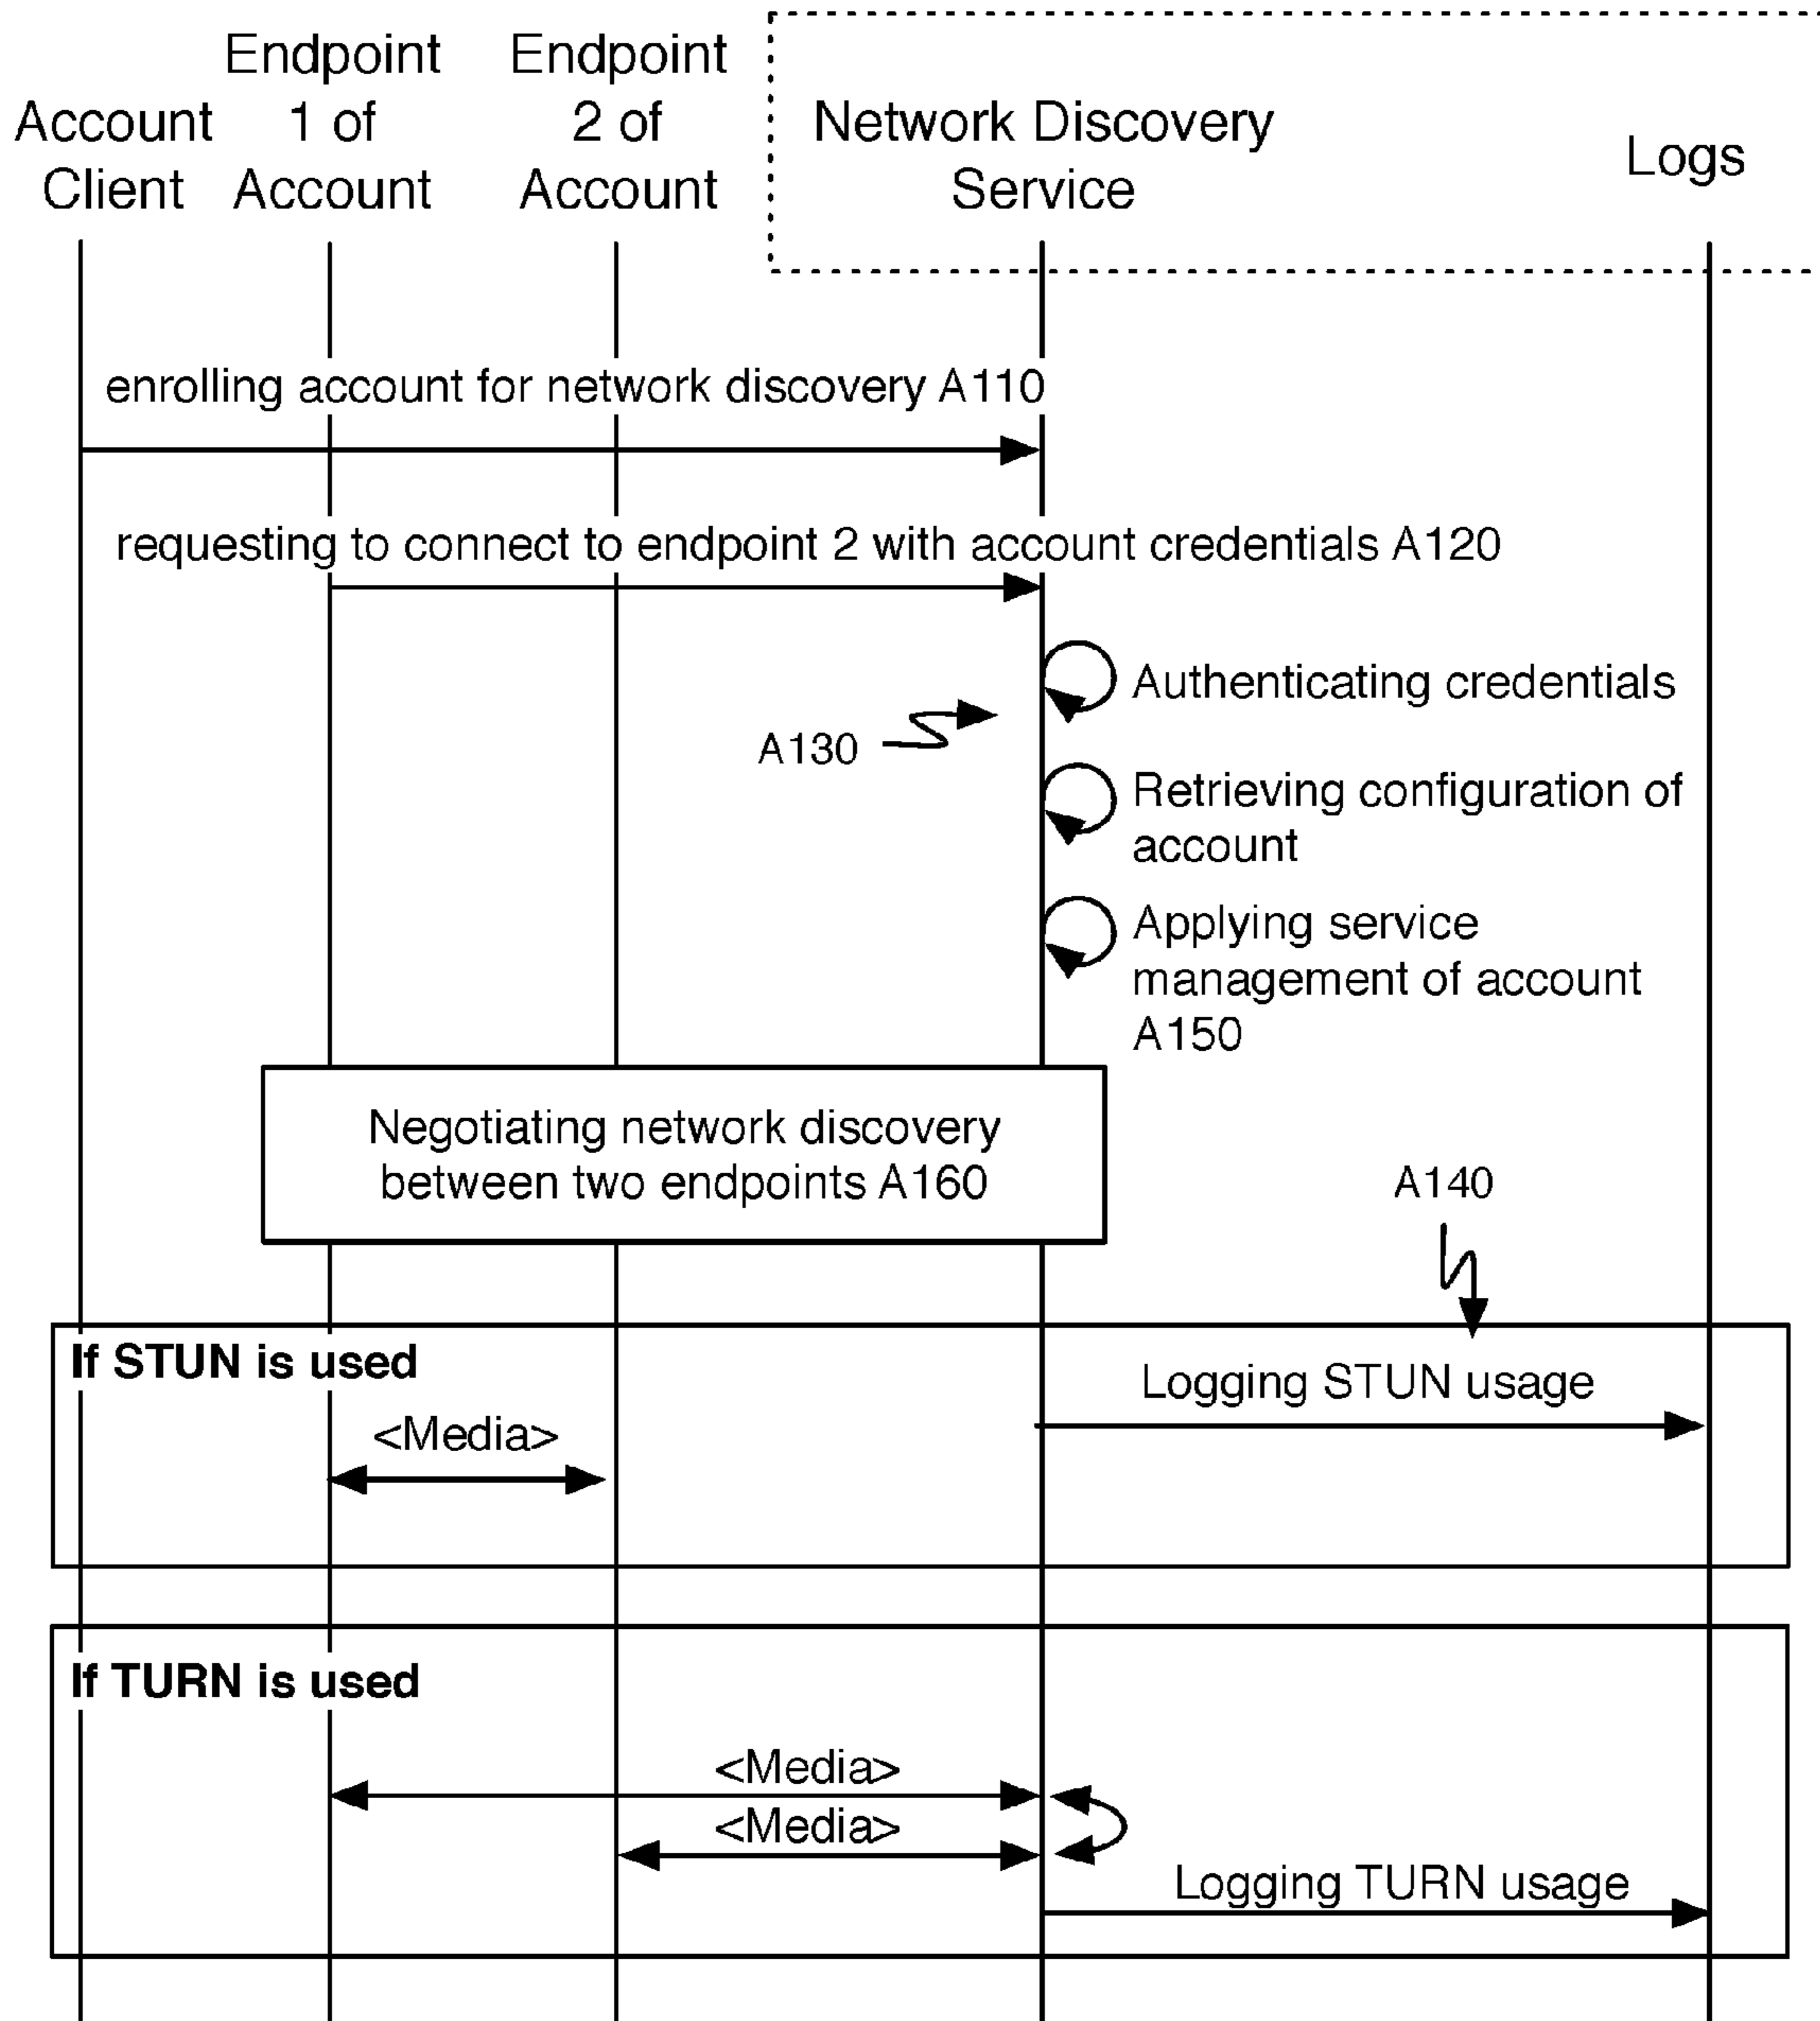 Account
Client
Endpoint
1 of
Account
Endpoint
2 of
Account
Network Discovery
Service
Logs
enrolling account for network discovery A110
requesting to connect to endpoint 2 with account credentials A120
Authenticating credentials
A130
Retrieving configuration of
account
Applying service
management of account
A150
Negotiating network discovery
between two endpoints A160
A140
If STUN is used
Logging STUN usage
<Media>
If TURN is used
<Media>
<Media>
Logging TURN usage